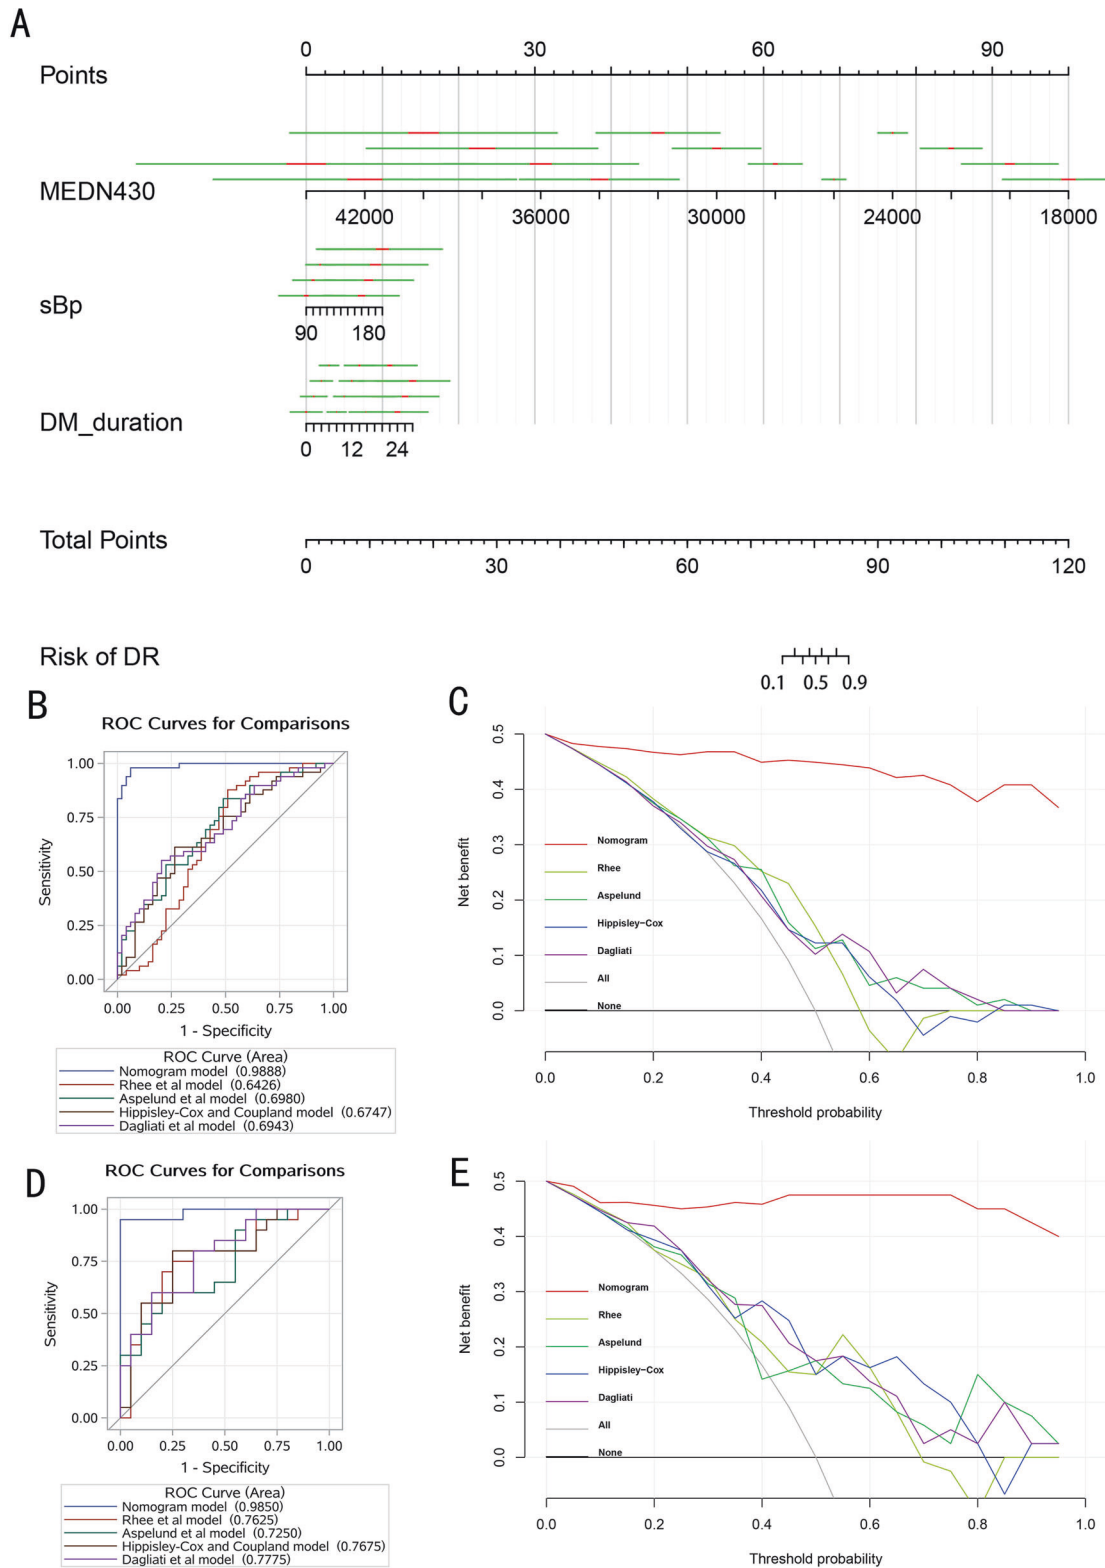 A
0 30 60 90
Points
MEDN430
42000 36000 30000 24000 18000
sBp
90 180
DM_duration
0 12 24
Total Points
0 30 60 90 120
Risk of DR
0.1 0.5 0.9
B
ROC Curves for Comparisons
1.00
0.75
0.50
0.25
0.00
Sensitivity
0.00 0.25 0.50 0.75 1.00
1 - Specificity
ROC Curve (Area)
Nomogram model (0.9888)
Rhee et al model (0.6426)
Aspelund et al model (0.6980)
Hippisley-Cox and Coupland model (0.6747)
Dagliati et al model (0.6943)
C
0.5
0.4
0.3
0.2
0.1
0.0
Net benefit
Nomogram
Rhee
Aspelund
Hippisley-Cox
Dagliati
All
None
0.0 0.2 0.4 0.6 0.8 1.0
Threshold probability
D
ROC Curves for Comparisons
1.00
0.75
0.50
0.25
0.00
Sensitivity
0.00 0.25 0.50 0.75 1.00
1 - Specificity
ROC Curve (Area)
Nomogram model (0.9850)
Rhee et al model (0.7625)
Aspelund et al model (0.7250)
Hippisley-Cox and Coupland model (0.7675)
Dagliati et al model (0.7775)
E
0.5
0.4
0.3
0.2
0.1
0.0
Net benefit
Nomogram
Rhee
Aspelund
Hippisley-Cox
Dagliati
All
None
0.0 0.2 0.4 0.6 0.8 1.0
Threshold probability